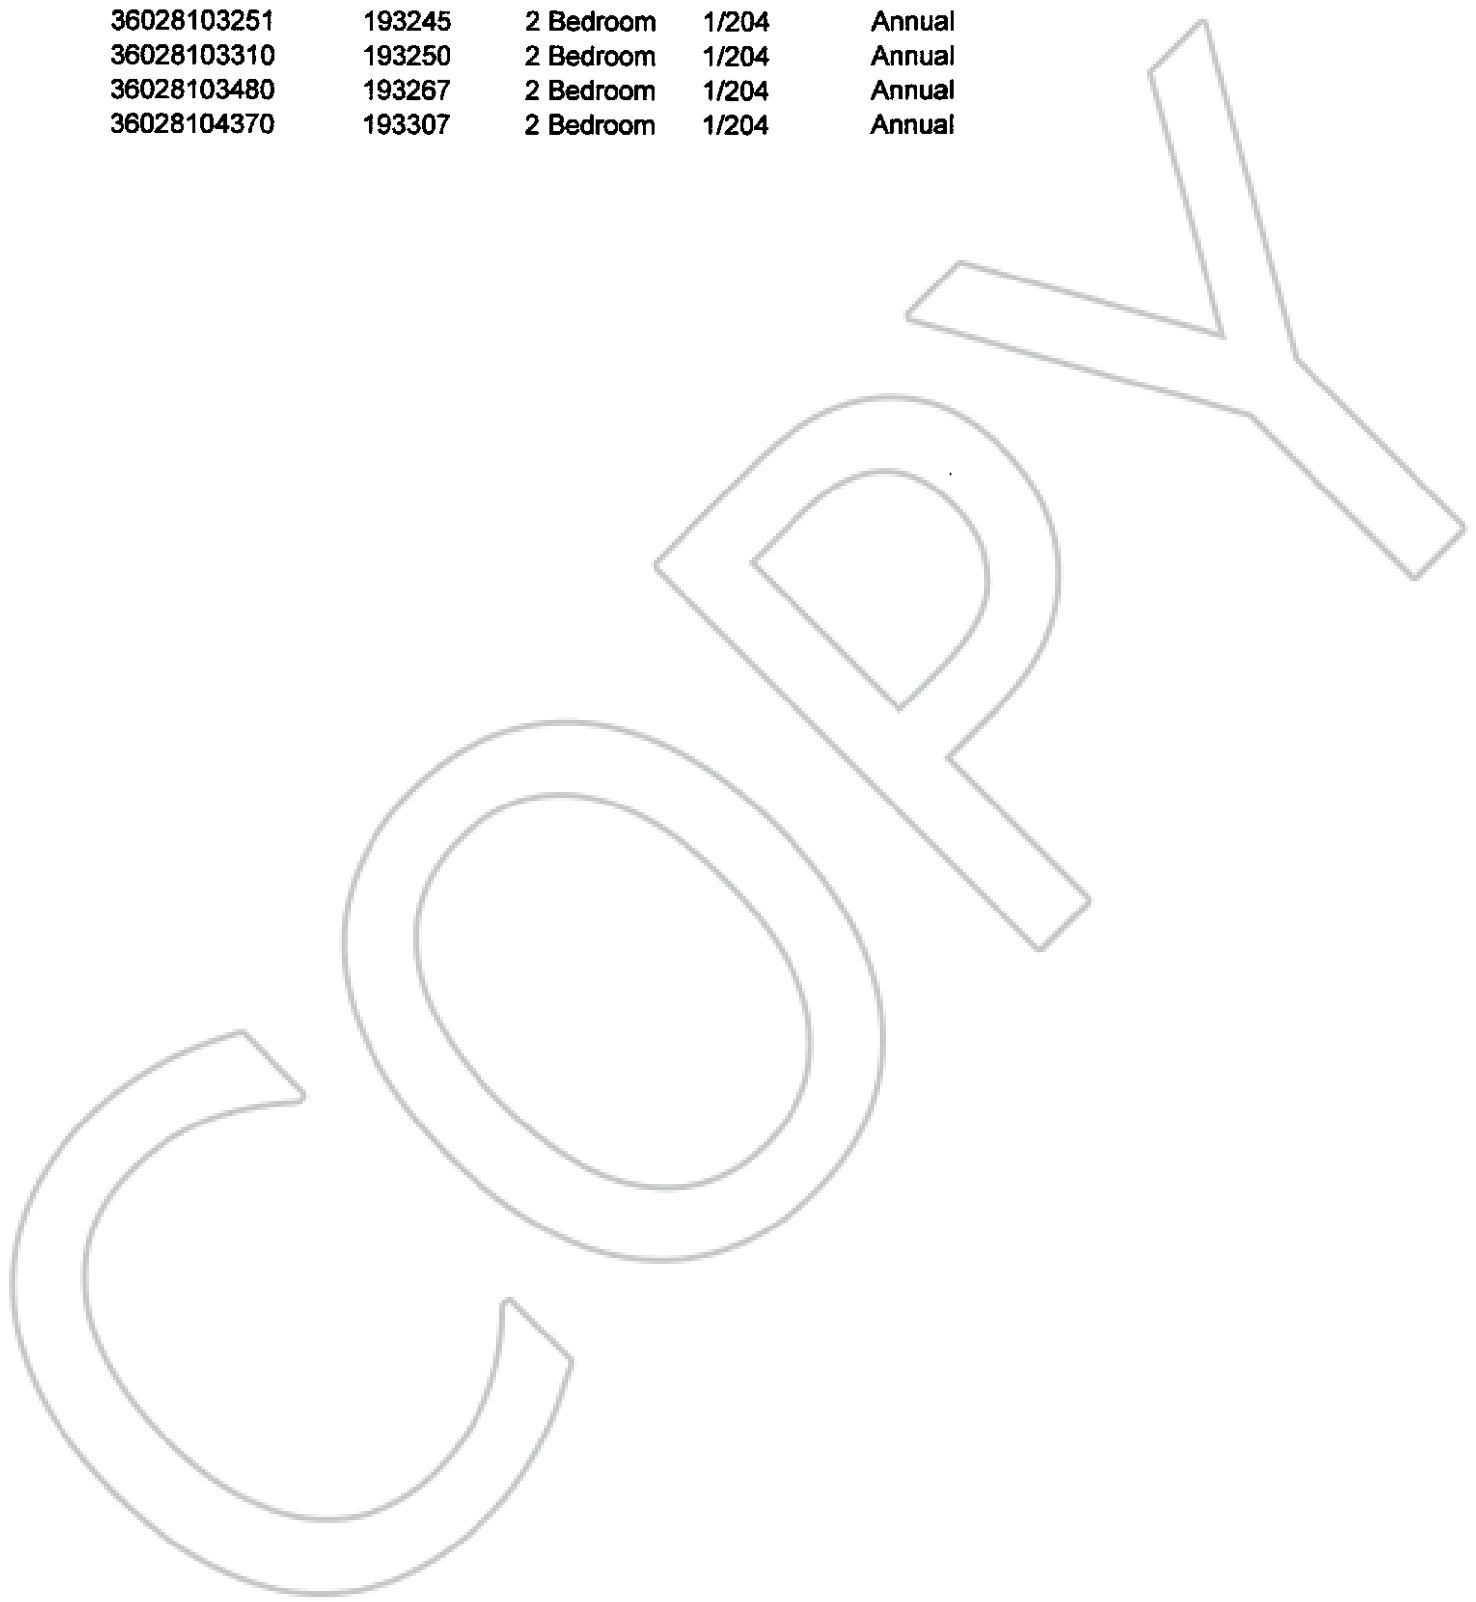 36028103251 193245 2 Bedroom 1/204 Annual
36028103310 193250 2 Bedroom 1/204 Annual
36028103480 193267 2 Bedroom 1/204 Annual
36028104370 193307 2 Bedroom 1/204 Annual
COPY